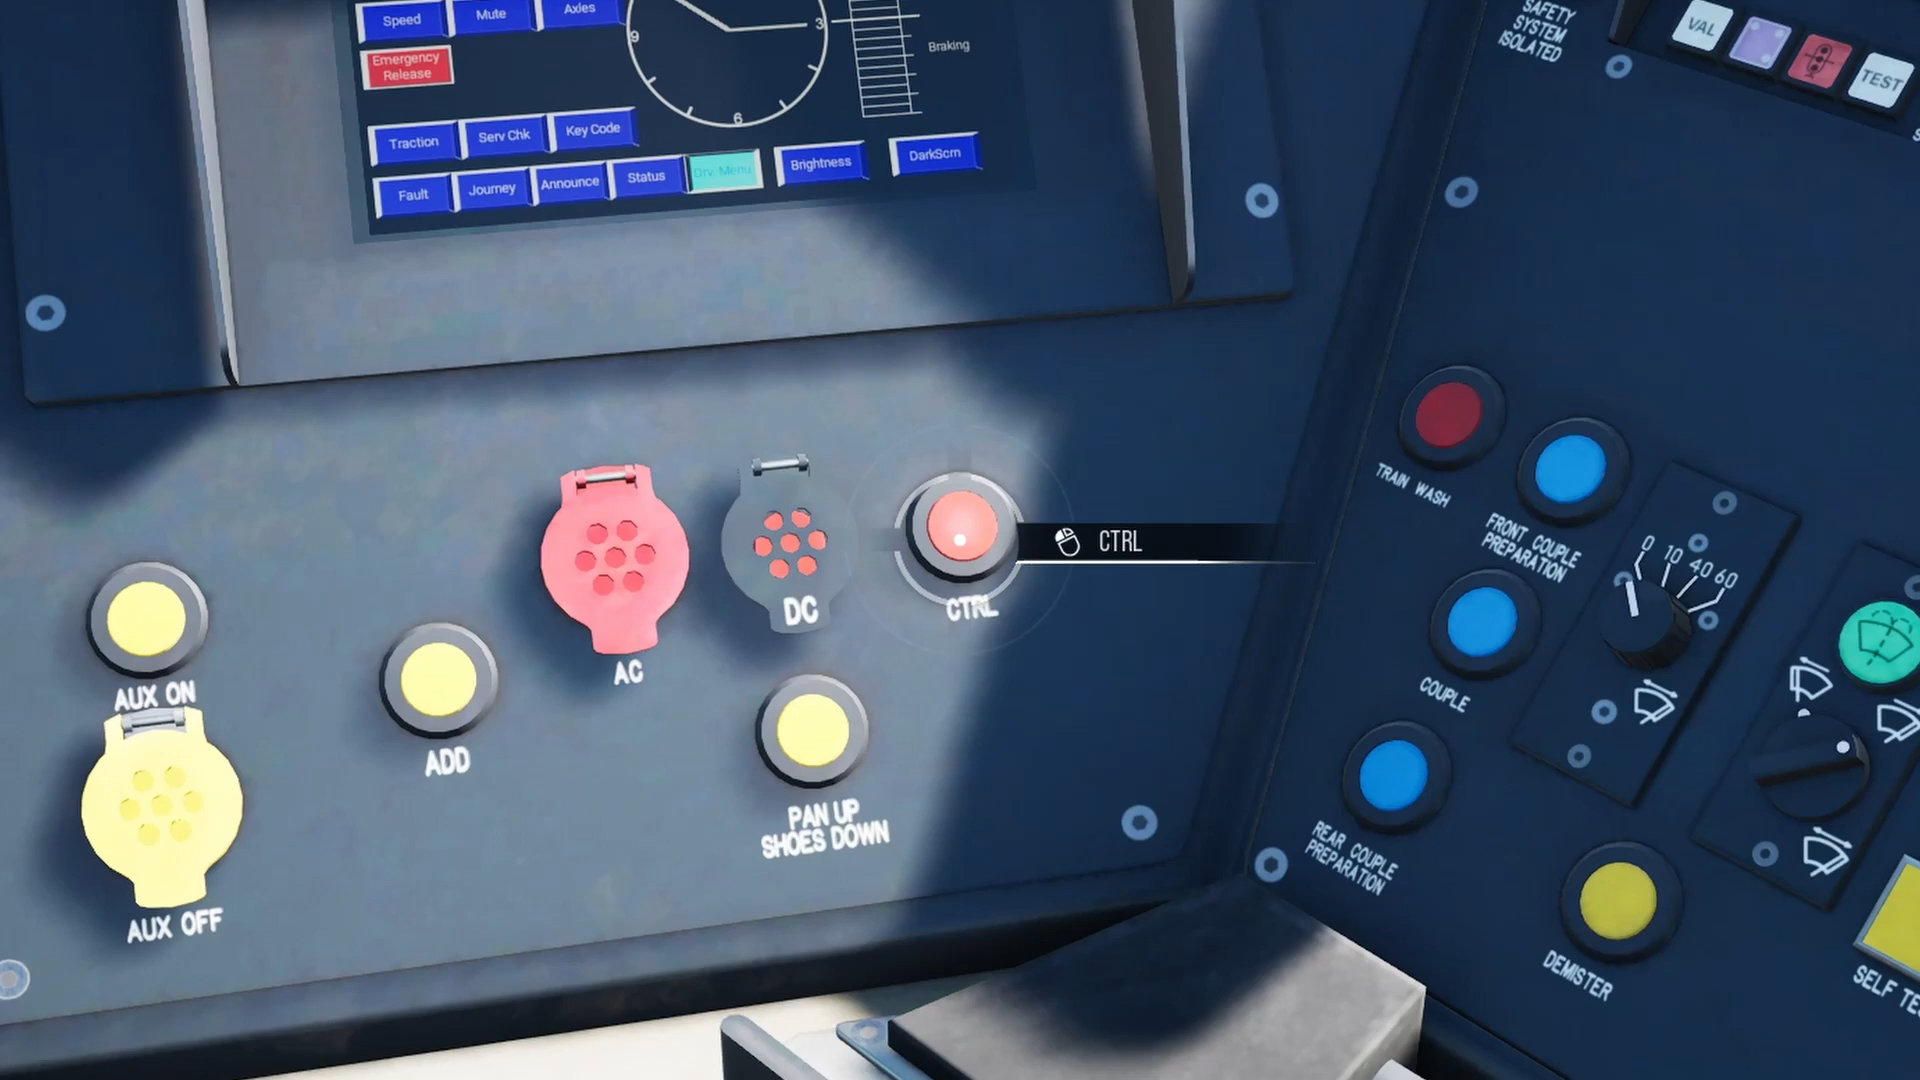 Speed
Mute
Axles
Emergency
Release
9
3
6
Braking
Traction
Serv Chk
Key Code
Fault
Journey
Announce
Status
Drv. Menu
Brightness
DarkScrn
SAFETY
SYSTEM
ISOLATED
VAL
TEST
AUX ON
AUX OFF
ADD
AC
DC
CTRL
CTRL
PAN UP
SHOES DOWN
TRAIN WASH
FRONT COUPLE
PREPARATION
0 10 40 60
COUPLE
REAR COUPLE
PREPARATION
DEMISTER
SELF